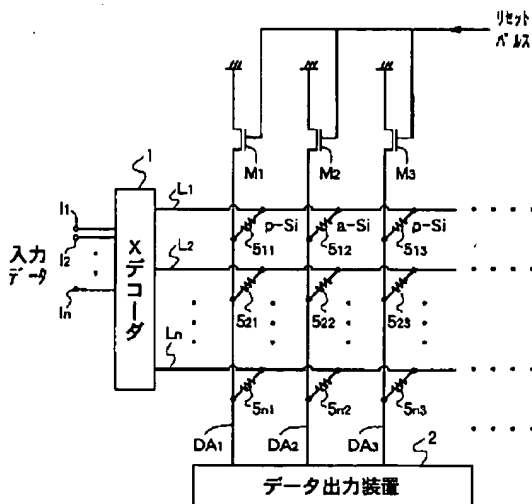 リセット
パルス
M1
M2
M3
1
L1
p-Si
a-Si
p-Si
I1
I2
In
入力
データ
Xデコーダ
511
512
513
L2
521
522
523
Ln
5n1
5n2
5n3
DA1
DA2
DA3
2
データ出力装置